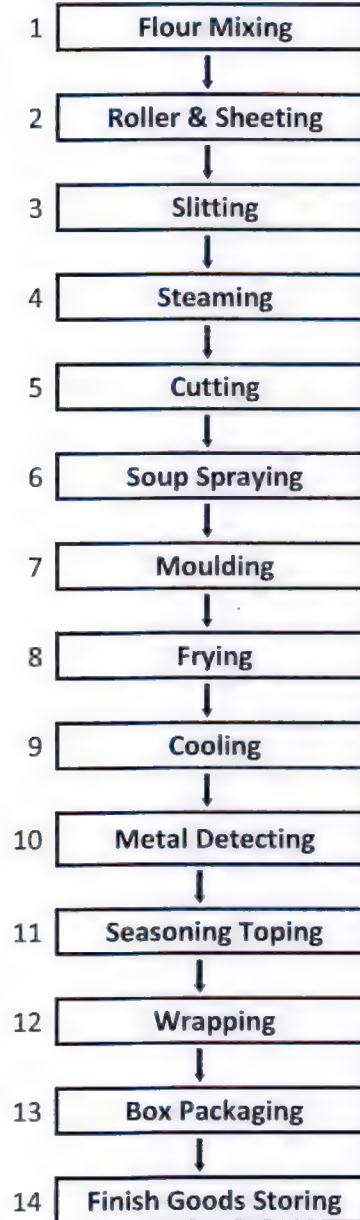 1 Flour Mixing
2 Roller & Sheeting
3 Slitting
4 Steaming
5 Cutting
6 Soup Spraying
7 Moulding
8 Frying
9 Cooling
10 Metal Detecting
11 Seasoning Toping
12 Wrapping
13 Box Packaging
14 Finish Goods Storing